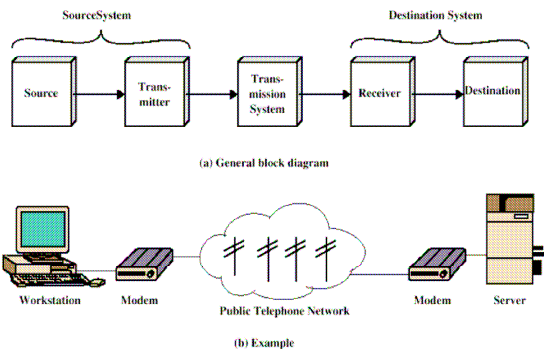 SourceSystem
Destination System
Source
Trans-
mitter
Trans-
mission
System
Receiver
Destination
(a) General block diagram
Workstation
Modem
Public Telephone Network
Modem
Server
(b) Example